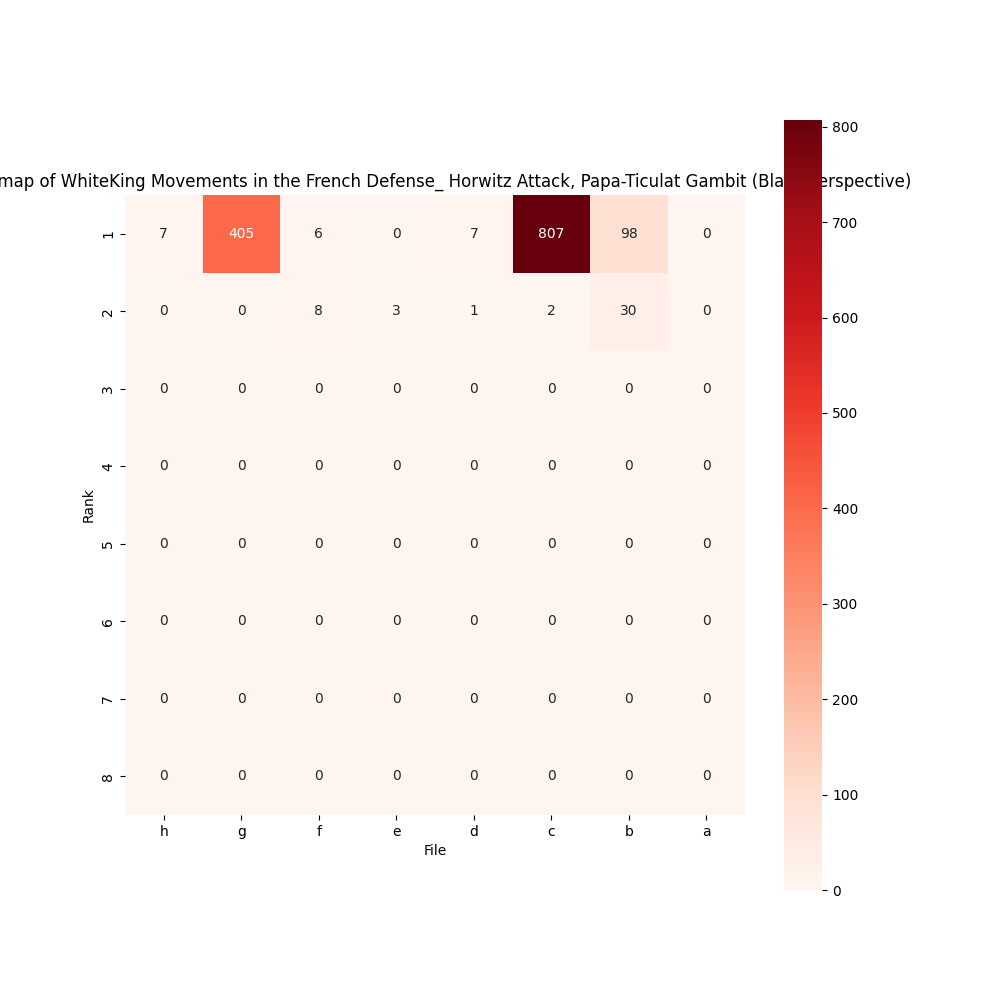 map of WhiteKing Movements in the French Defense_ Horwitz Attack, Papa-Ticulat Gambit (Bla erspective)
1 7 405 6 0 7 807 98 0
2 0 0 8 3 1 2 30 0
3 0 0 0 0 0 0 0 0
4 0 0 0 0 0 0 0 0
Rank
5 0 0 0 0 0 0 0 0
6 0 0 0 0 0 0 0 0
7 0 0 0 0 0 0 0 0
8 0 0 0 0 0 0 0 0
h g f e d c b a
File
800
700
600
500
400
300
200
100
0